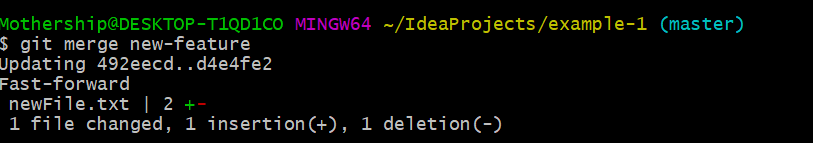 Mothership@DESKTOP-T1QD1CO MINGW64 ~/IdeaProjects/example-1 (master)
$ git merge new-feature
Updating 492eecd..d4e4fe2
Fast-forward
 newFile.txt | 2 +-
 1 file changed, 1 insertion(+), 1 deletion(-)